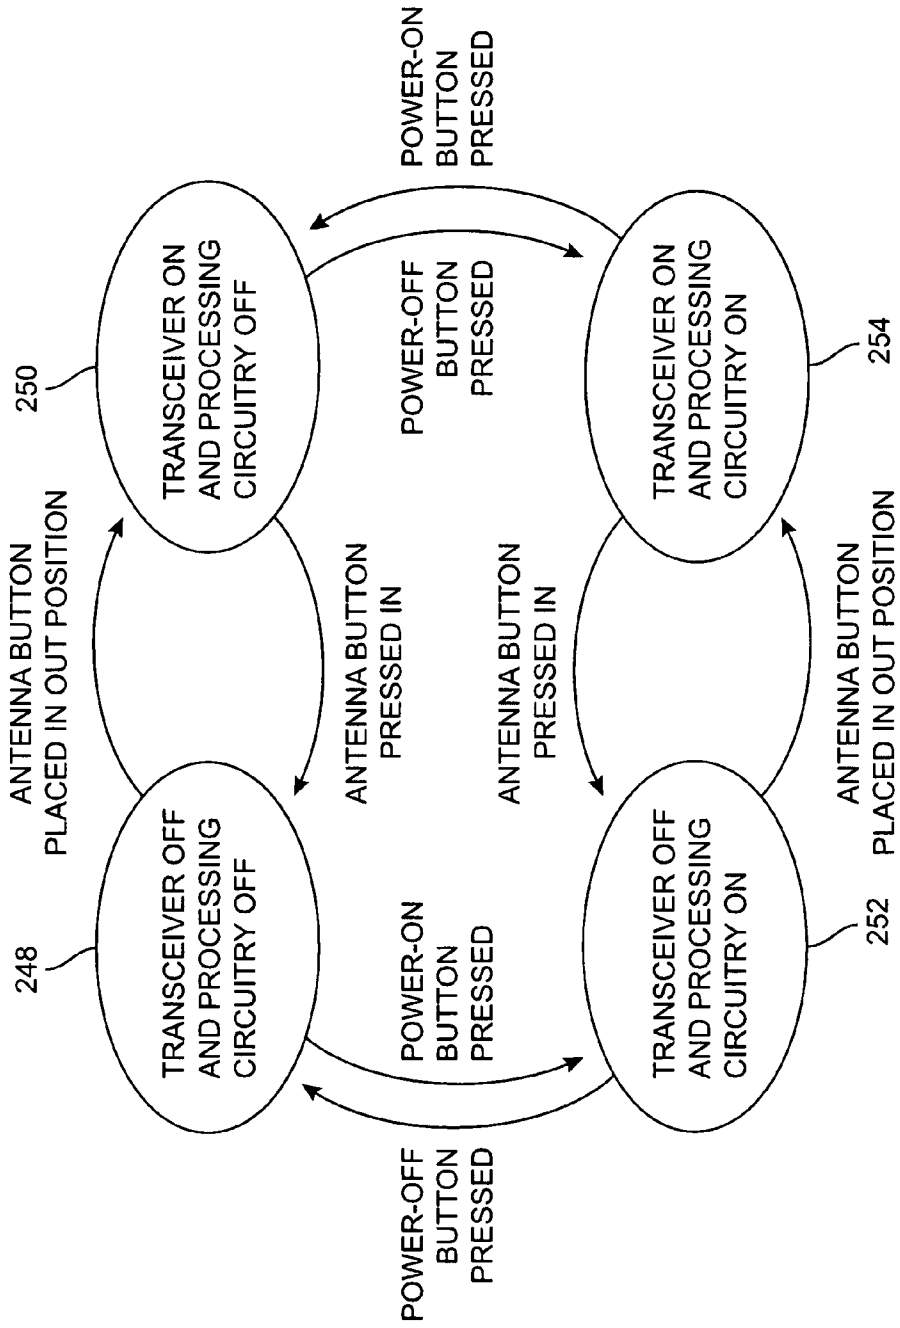 ANTENNA BUTTON
PLACED IN OUT POSITION
248
250
TRANSCEIVER OFF
AND PROCESSING
CIRCUITRY OFF
TRANSCEIVER ON
AND PROCESSING
CIRCUITRY OFF
ANTENNA BUTTON
PRESSED IN
POWER-OFF
BUTTON
PRESSED
POWER-ON
BUTTON
PRESSED
POWER-OFF
BUTTON
PRESSED
POWER-ON
BUTTON
PRESSED
ANTENNA BUTTON
PRESSED IN
TRANSCEIVER OFF
AND PROCESSING
CIRCUITRY ON
TRANSCEIVER ON
AND PROCESSING
CIRCUITRY ON
252
254
ANTENNA BUTTON
PLACED IN OUT POSITION